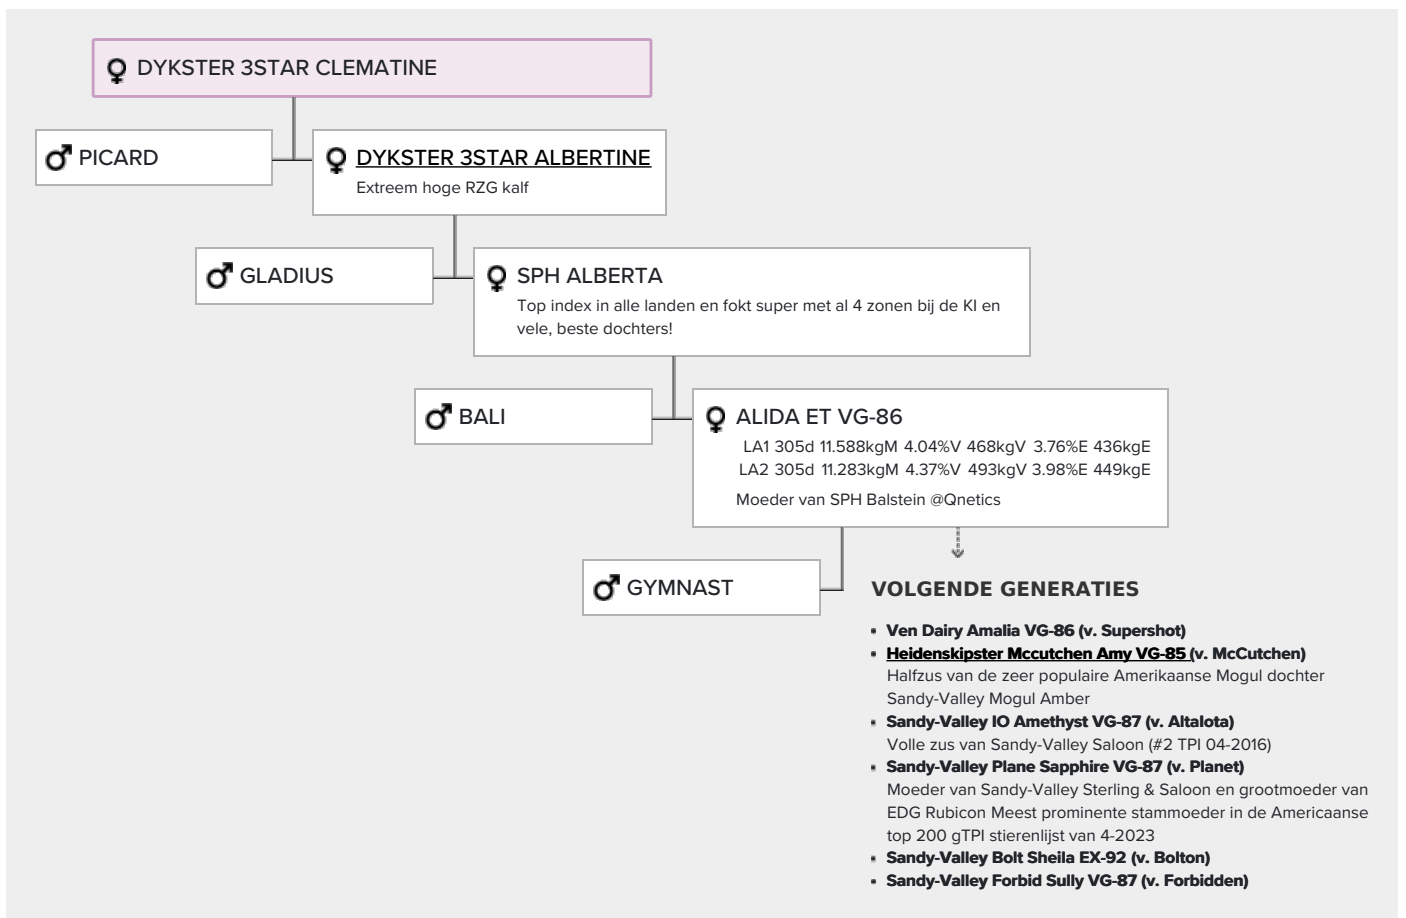 DYKSTER 3STAR CLEMATINE
PICARD
DYKSTER 3STAR ALBERTINE
Extreem hoge RZG kalf
GLADIUS
SPH ALBERTA
Top index in alle landen en fokt super met al 4 zonen bij de KI en
vele, beste dochters!
BALI
ALIDA ET VG-86
LA1 305d 11.588kgM 4.04%V 468kgV 3.76%E 436kgE
LA2 305d 11.283kgM 4.37%V 493kgV 3.98%E 449kgE
Moeder van SPH Balstein @Qnetics
GYMNAST
VOLGENDE GENERATIES
Ven Dairy Amalia VG-86 (v. Supershot)
Heidenskipster Mccutchen Amy VG-85 (v. McCutchen)
Halfzus van de zeer populaire Amerikaanse Mogul dochter
Sandy-Valley Mogul Amber
Sandy-Valley IO Amethyst VG-87 (v. Altalota)
Volle zus van Sandy-Valley Saloon (#2 TPI 04-2016)
Sandy-Valley Plane Sapphire VG-87 (v. Planet)
Moeder van Sandy-Valley Sterling & Saloon en grootmoeder van
EDG Rubicon Meest prominente stammoeder in de Americaanse
top 200 gTPI stierenlijst van 4-2023
Sandy-Valley Bolt Sheila EX-92 (v. Bolton)
Sandy-Valley Forbid Sully VG-87 (v. Forbidden)